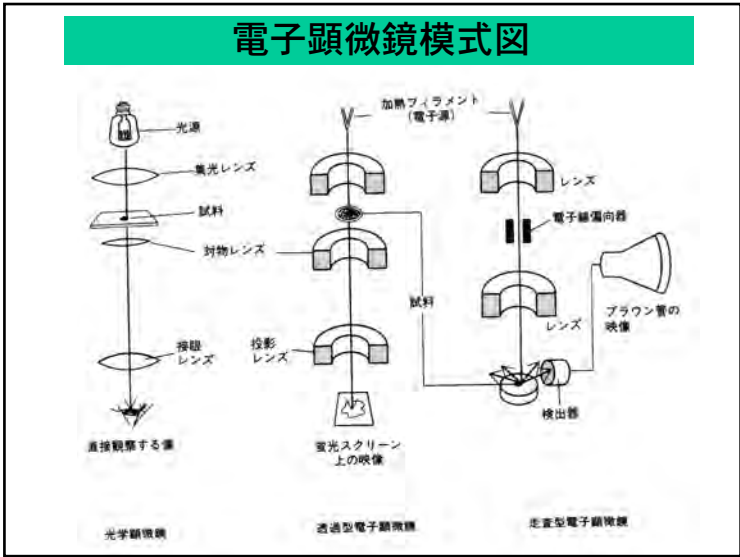 電子顕微鏡模式図
光源
集光レンズ
試料
対物レンズ
接眼
レンズ
直接観察する像
光学顕微鏡
加熱フィラメント
(電子源)
投影
レンズ
蛍光スクリーン
上の映像
透過型電子顕微鏡
試料
レンズ
電子線偏向器
レンズ
ブラウン管の
映像
検出器
走査型電子顕微鏡